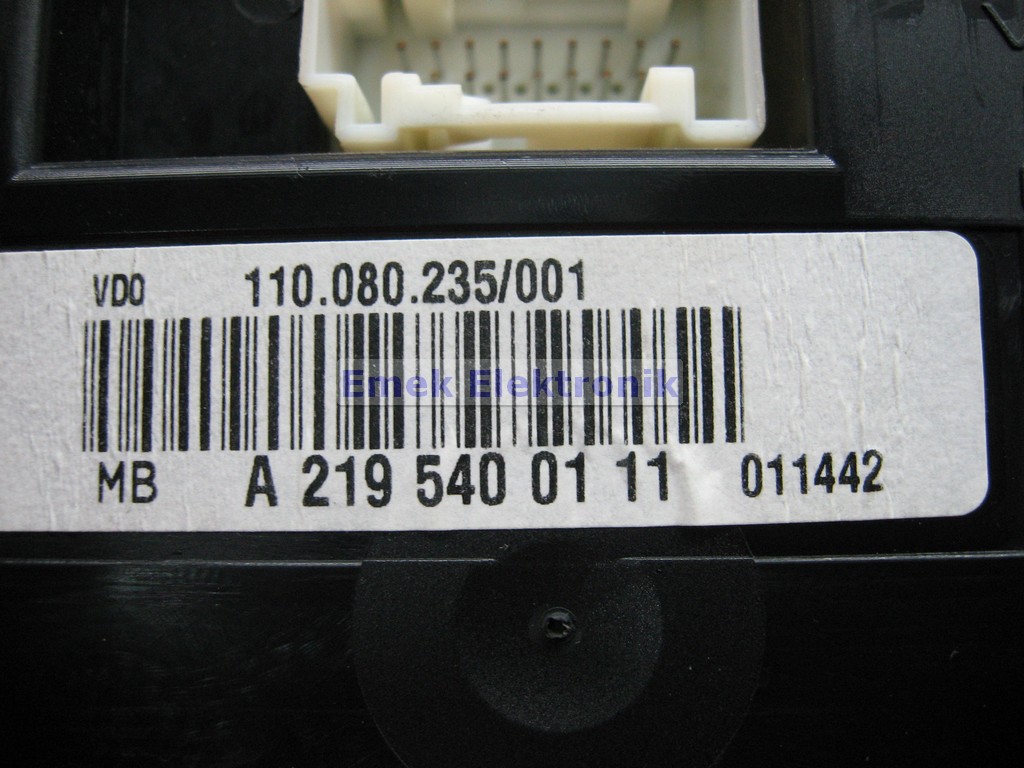 VDO 110.080.235/001
Emek Elektronik
MB A 219 540 01 11 011442